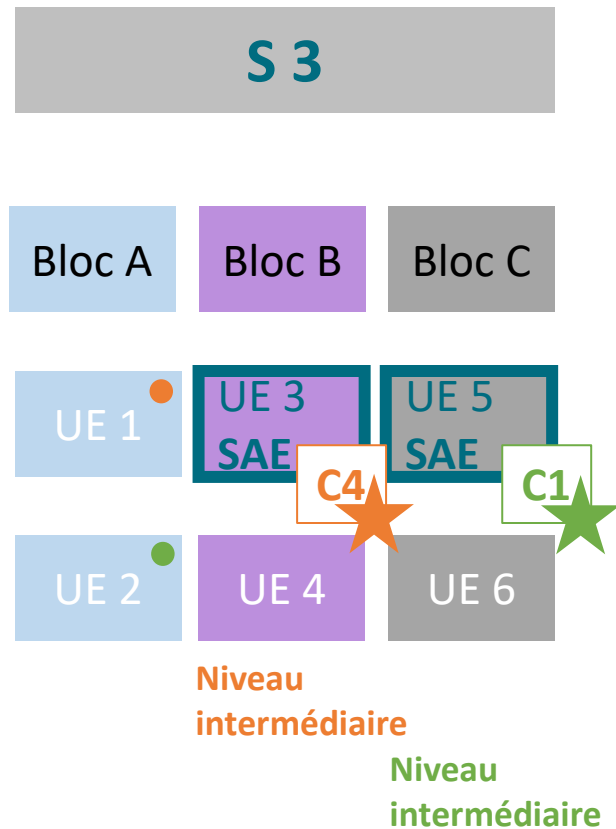 S 3
Bloc A
Bloc B
Bloc C
UE 1
UE 3
SAE
C4
UE 5
SAE
C1
UE 2
UE 4
UE 6
Niveau
intermédiaire
Niveau
intermédiaire